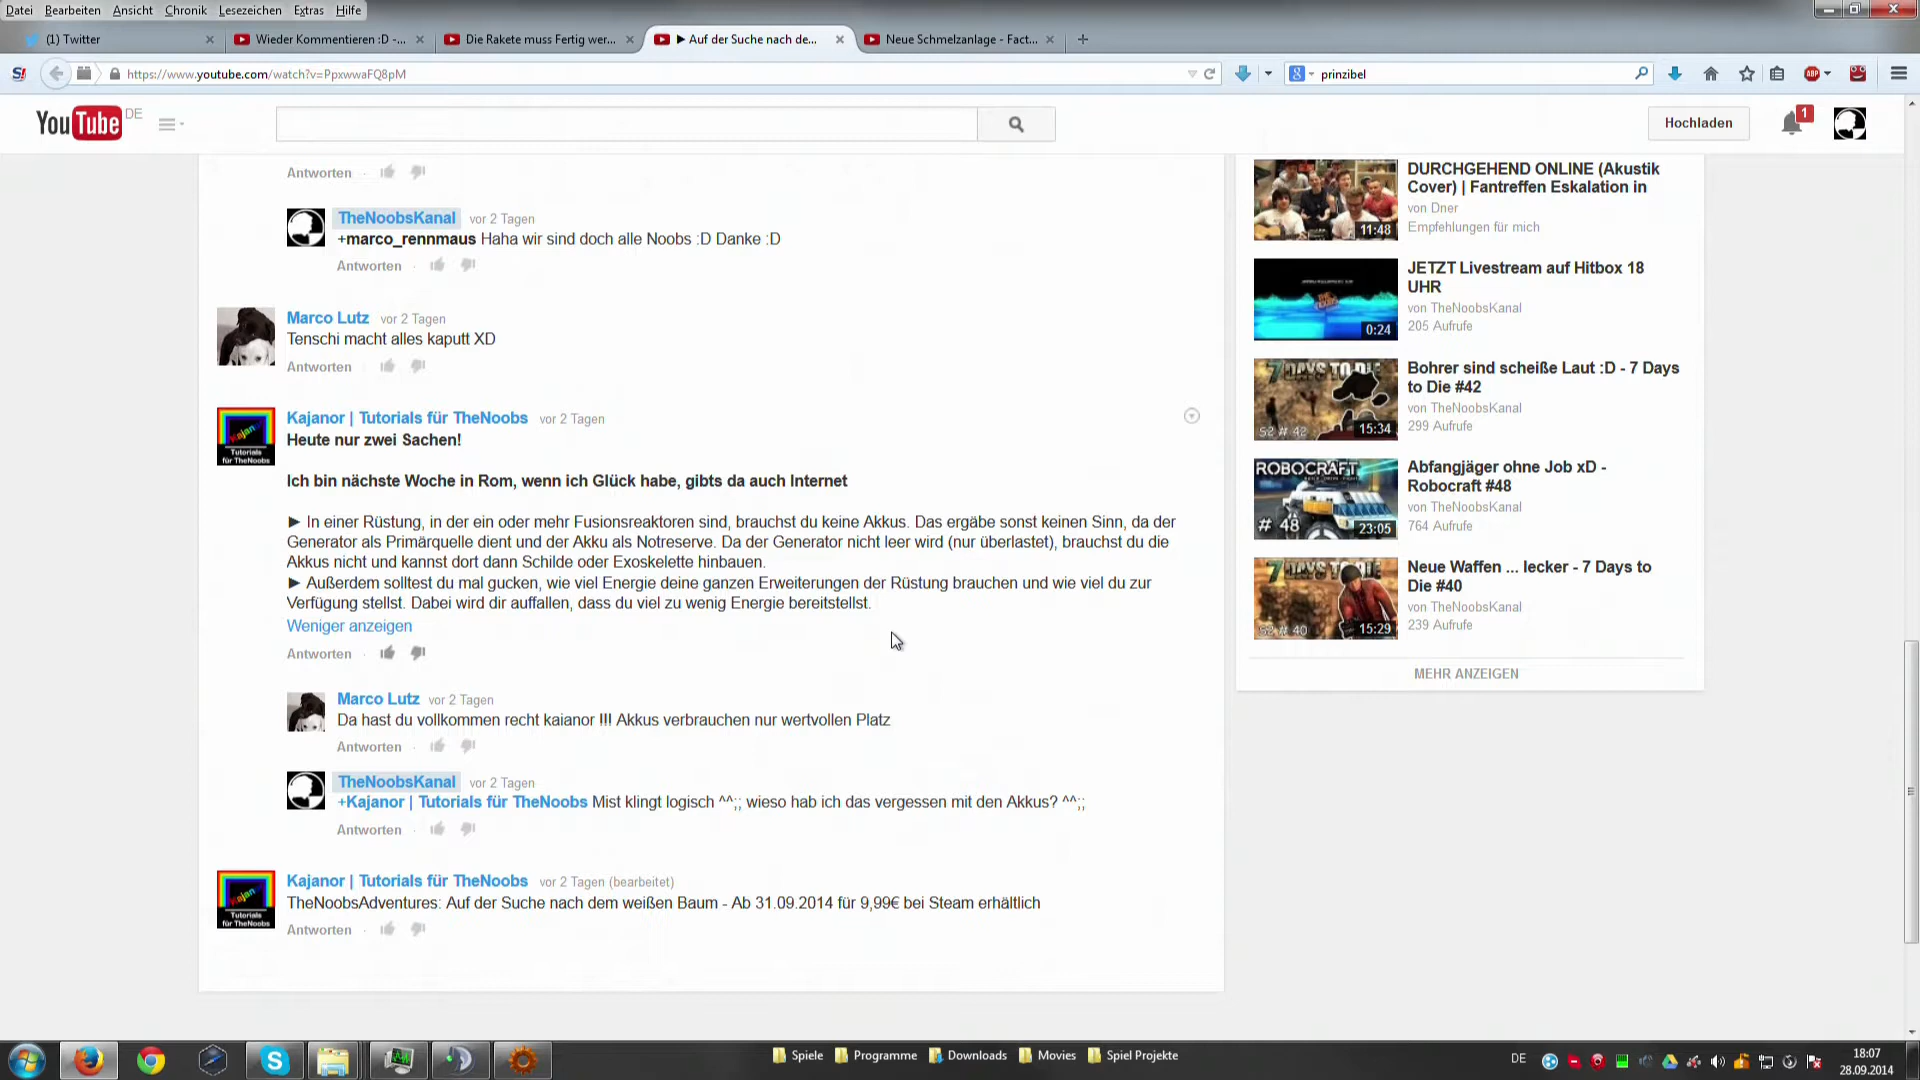 Datei Bearbeiten Ansicht Chronik Lesezeichen Extras Hilfe
(1) Twitter
Wieder Kommentieren :D -...
Die Rakete muss Fertig wer...
▶ Auf der Suche nach de...
Neue Schmelzanlage - Fact...
https://www.youtube.com/watch?v=PpxwwaFQ8pM
prinzibel
YouTube DE
Hochladen
1
Antworten
TheNoobsKanal vor 2 Tagen
+marco_rennmaus Haha wir sind doch alle Noobs :D Danke :D
Antworten
Marco Lutz vor 2 Tagen
Tenschi macht alles kaputt XD
Antworten
Kajanor | Tutorials für TheNoobs vor 2 Tagen
Heute nur zwei Sachen!
Ich bin nächste Woche in Rom, wenn ich Glück habe, gibts da auch Internet
► In einer Rüstung, in der ein oder mehr Fusionsreaktoren sind, brauchst du keine Akkus. Das ergäbe sonst keinen Sinn, da der
Generator als Primärquelle dient und der Akku als Notreserve. Da der Generator nicht leer wird (nur überlastet), brauchst du die
Akkus nicht und kannst dort dann Schilde oder Exoskelette hinbauen.
► Außerdem solltest du mal gucken, wie viel Energie deine ganzen Erweiterungen der Rüstung brauchen und wie viel du zur
Verfügung stellst. Dabei wird dir auffallen, dass du viel zu wenig Energie bereitstellst.
Weniger anzeigen
Antworten
Marco Lutz vor 2 Tagen
Da hast du vollkommen recht kaianor !!! Akkus verbrauchen nur wertvollen Platz
Antworten
TheNoobsKanal vor 2 Tagen
+Kajanor | Tutorials für TheNoobs Mist klingt logisch ^^;; wieso hab ich das vergessen mit den Akkus? ^^;;
Antworten
Kajanor | Tutorials für TheNoobs vor 2 Tagen (bearbeitet)
TheNoobsAdventures: Auf der Suche nach dem weißen Baum - Ab 31.09.2014 für 9,99€ bei Steam erhältlich
Antworten
DURCHGEHEND ONLINE (Akustik
Cover) | Fantreffen Eskalation in
von Dner
Empfehlungen für mich
11:48
JETZT Livestream auf Hitbox 18
UHR
von TheNoobsKanal
205 Aufrufe
0:24
Bohrer sind scheiße Laut :D - 7 Days
to Die #42
von TheNoobsKanal
299 Aufrufe
7 DAYS TO DIE
S2 # 42
15:34
Abfangjäger ohne Job xD -
Robocraft #48
von TheNoobsKanal
764 Aufrufe
ROBOCRAFT
# 48
23:05
Neue Waffen ... lecker - 7 Days to
Die #40
von TheNoobsKanal
239 Aufrufe
7 DAYS TO DIE
S2 # 40
15:29
MEHR ANZEIGEN
Spiele Programme Downloads Movies Spiel Projekte
DE
18:07
28.09.2014